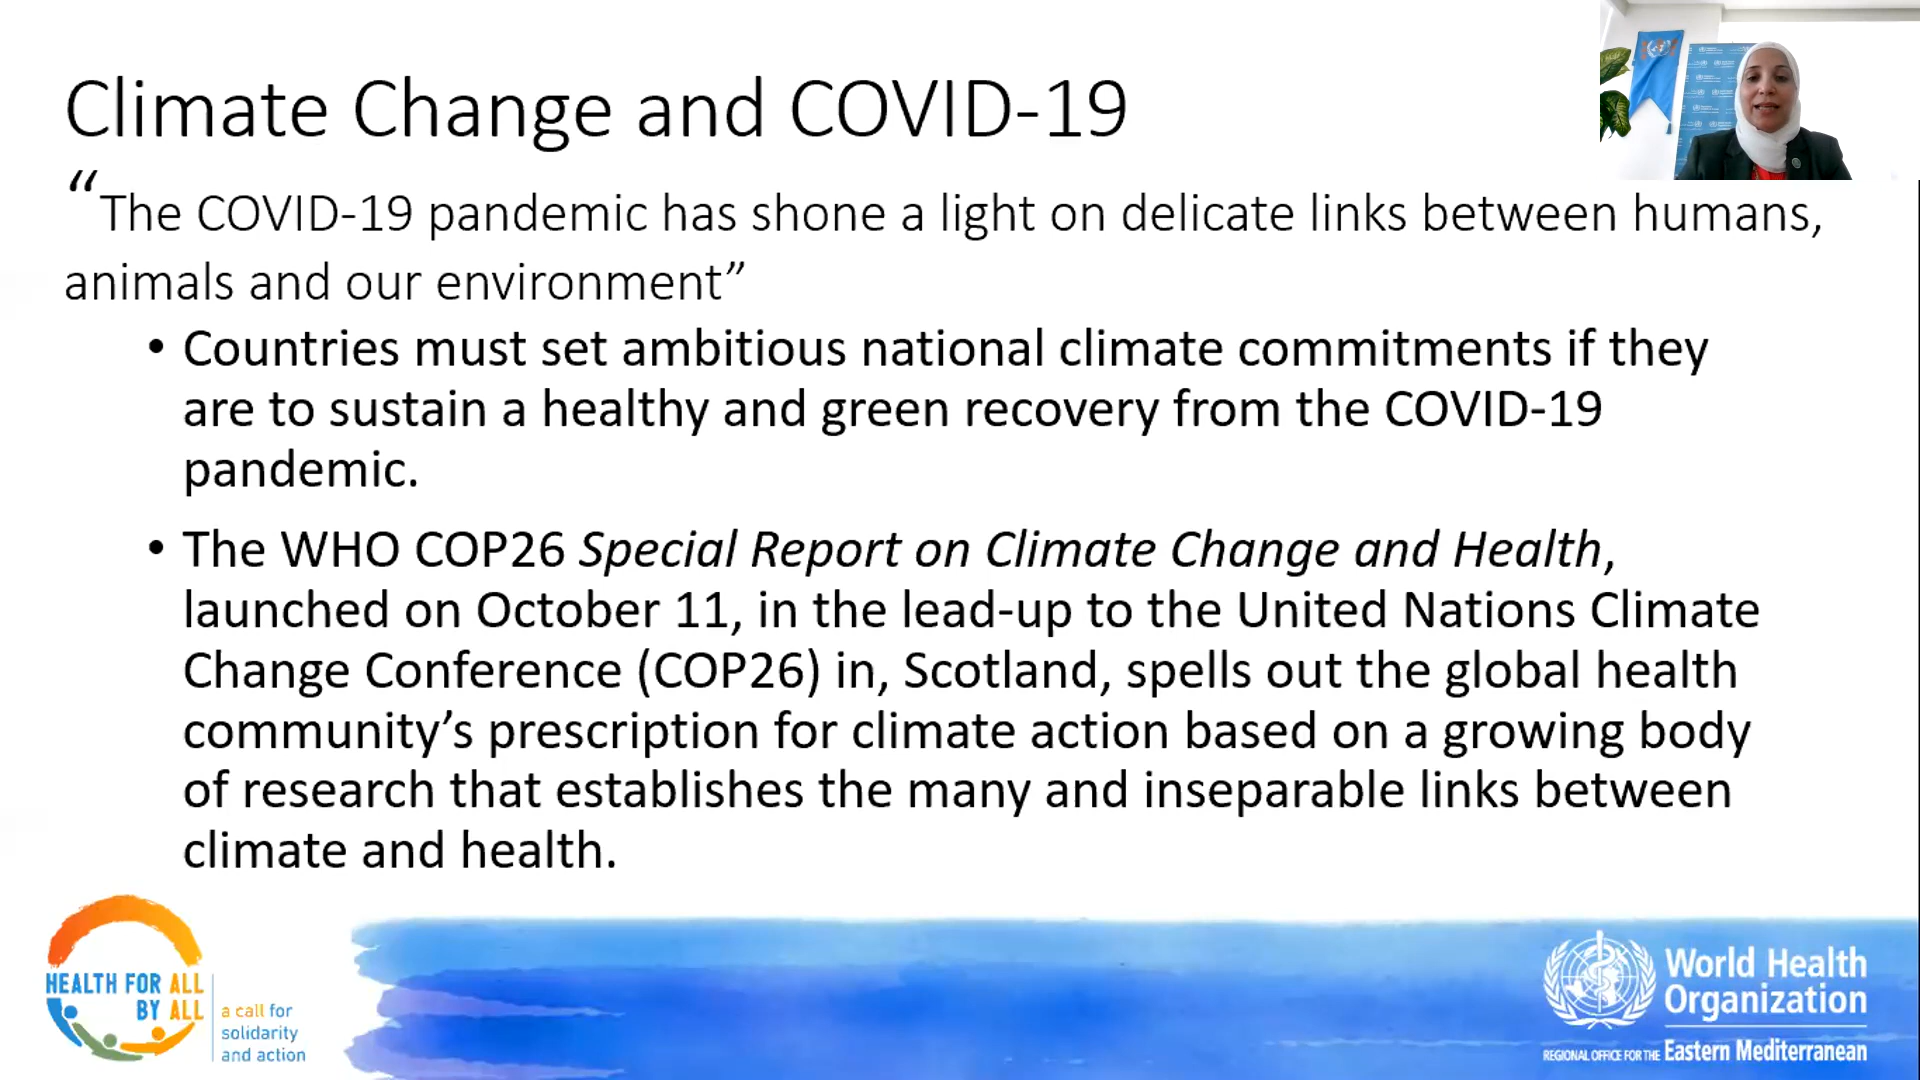 Climate Change and COVID-19
“The COVID-19 pandemic has shone a light on delicate links between humans,
animals and our environment”
• Countries must set ambitious national climate commitments if they
are to sustain a healthy and green recovery from the COVID-19
pandemic.
• The WHO COP26 Special Report on Climate Change and Health,
launched on October 11, in the lead-up to the United Nations Climate
Change Conference (COP26) in, Scotland, spells out the global health
community’s prescription for climate action based on a growing body
of research that establishes the many and inseparable links between
climate and health.
HEALTH FOR ALL
BY ALL
a call for
solidarity
and action
World Health
Organization
REGIONAL OFFICE FOR THE Eastern Mediterranean